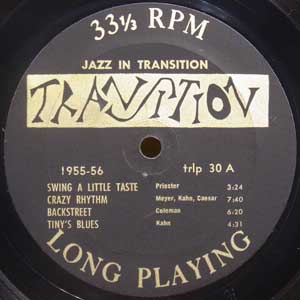 33⅓ RPM
JAZZ IN TRANSITION
TRANSITION
1955-56 trlp 30 A
SWING A LITTLE TASTE Priester 3:24
CRAZY RHYTHM Meyer, Kahn, Caesar 7:40
BACKSTREET Coleman 6:20
TINY'S BLUES Kahn 4:31
LONG PLAYING